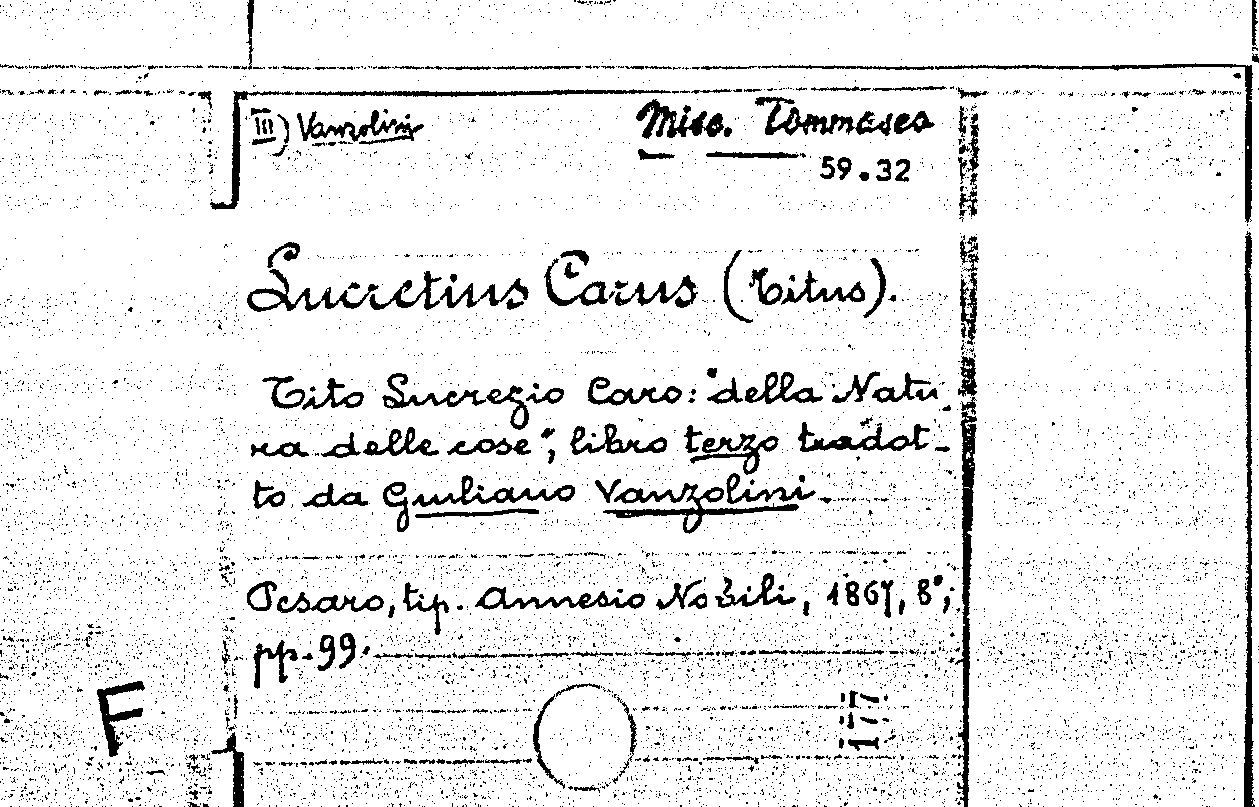 III) Vanzolini
Misc. Tommaseo
59.32
Lucretius Carus (Titus).
Tito Lucrezio Caro: "della Natu-
ra delle cose", libro terzo tradot-
to da Giuliano Vanzolini.
Pesaro, tip. Annesio Nobili, 1867, 8°;
pp. 99.
177
F